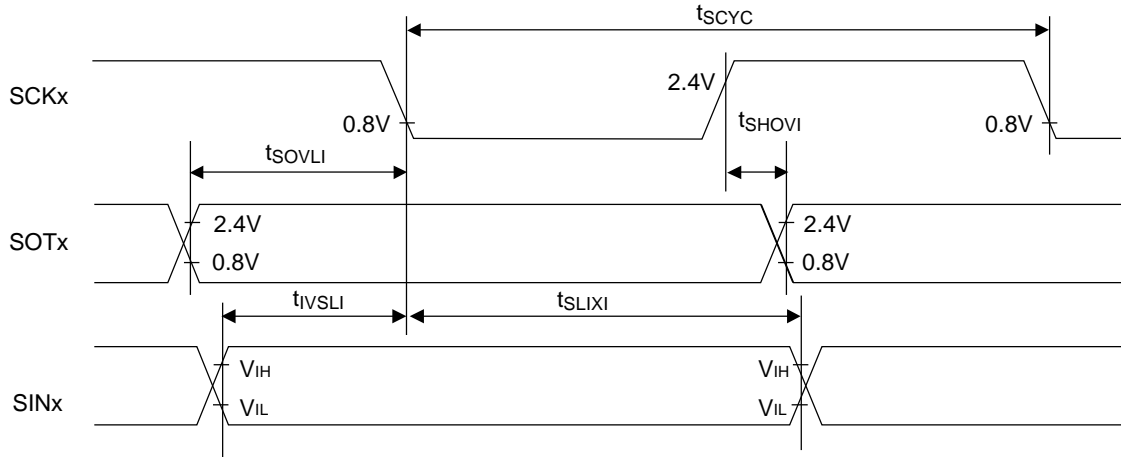 tSCYC
SCKx
2.4V
0.8V
tSHOVI
0.8V
tSOVLI
SOTx
2.4V
2.4V
0.8V
0.8V
tIVSLI
tSLIXI
SINx
VIH
VIH
VIL
VIL